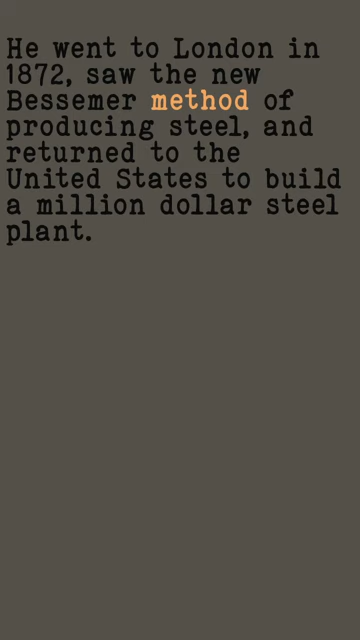 He went to London in
1872, saw the new
Bessemer method of
producing steel, and
returned to the
United States to build
a million dollar steel
plant.